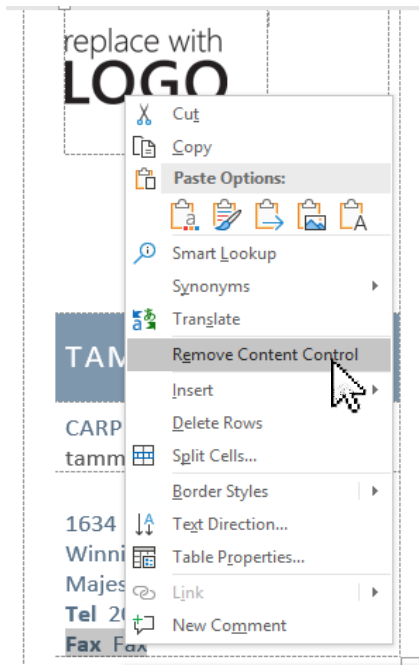 replace with
LOGO
Cut
Copy
Paste Options:
Smart Lookup
Synonyms
Translate
TAM
Remove Content Control
Insert
CARP
Delete Rows
tamm
Split Cells...
Border Styles
1634
Text Direction...
Winni
Table Properties...
Majes
Link
Tel 20
New Comment
Fax Fax